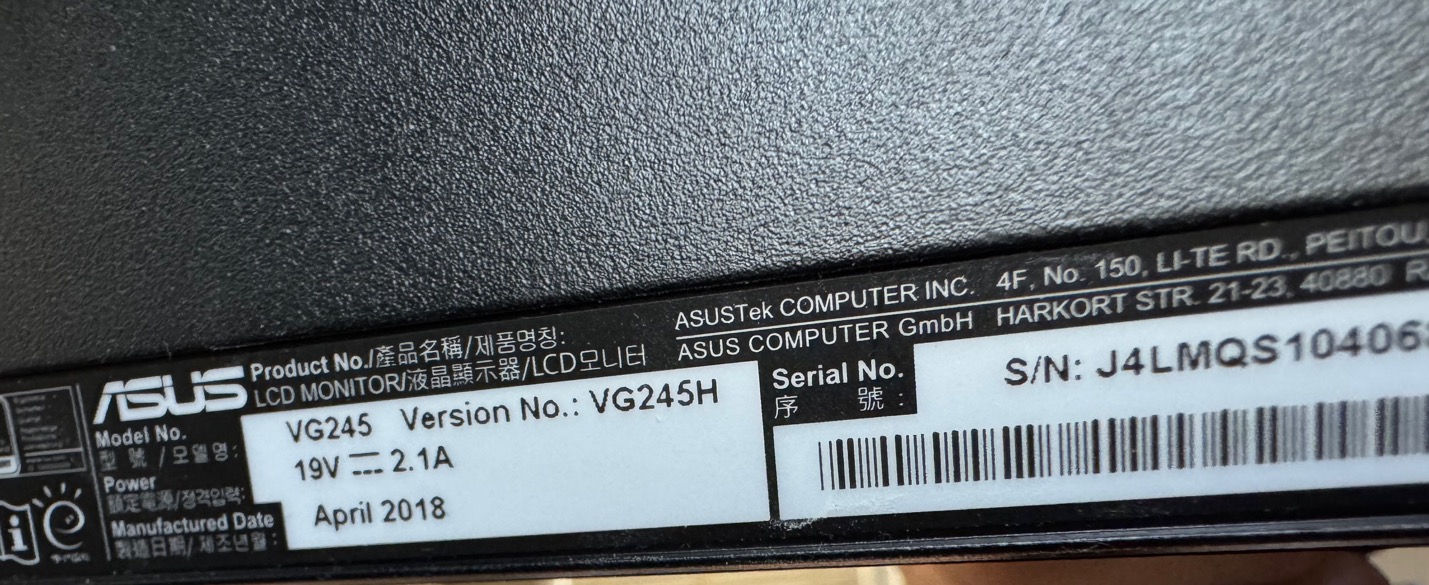 ASUSTek COMPUTER INC. 4F, No. 150, LI-TE RD., PEITOU
ASUS COMPUTER GmbH HARKORT STR. 21-23, 40880
ASUS
Product No./產品名稱/제품명칭:
LCD MONITOR/液晶顯示器/LCD모니터
Model No.
型 號 / 모델명:
VG245 Version No.: VG245H
Power
額定電源/정격입력:
19V ⎓ 2.1A
Manufactured Date
製造日期/ 제조년월:
April 2018
Serial No.
序 號 :
S/N: J4LMQS104063